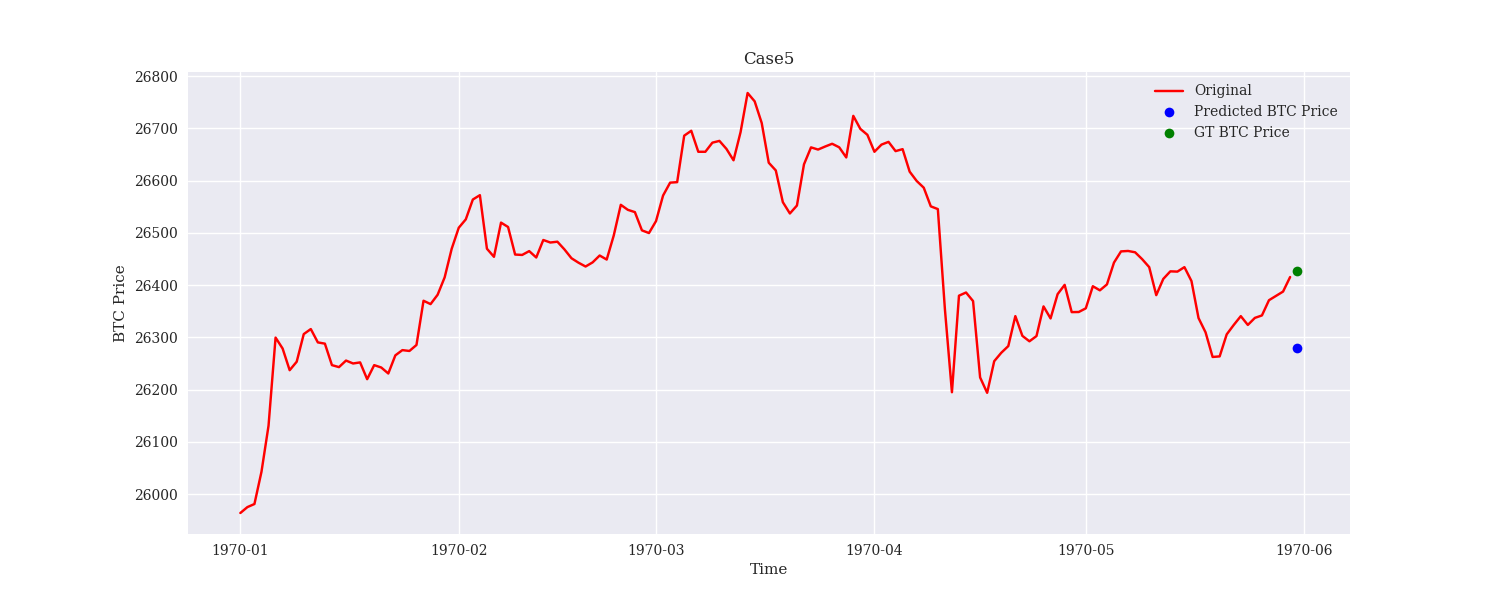 Case5
26800
26700
26600
26500
26400
26300
26200
26100
26000
BTC Price
Original
Predicted BTC Price
GT BTC Price
1970-01 1970-02 1970-03 1970-04 1970-05 1970-06
Time